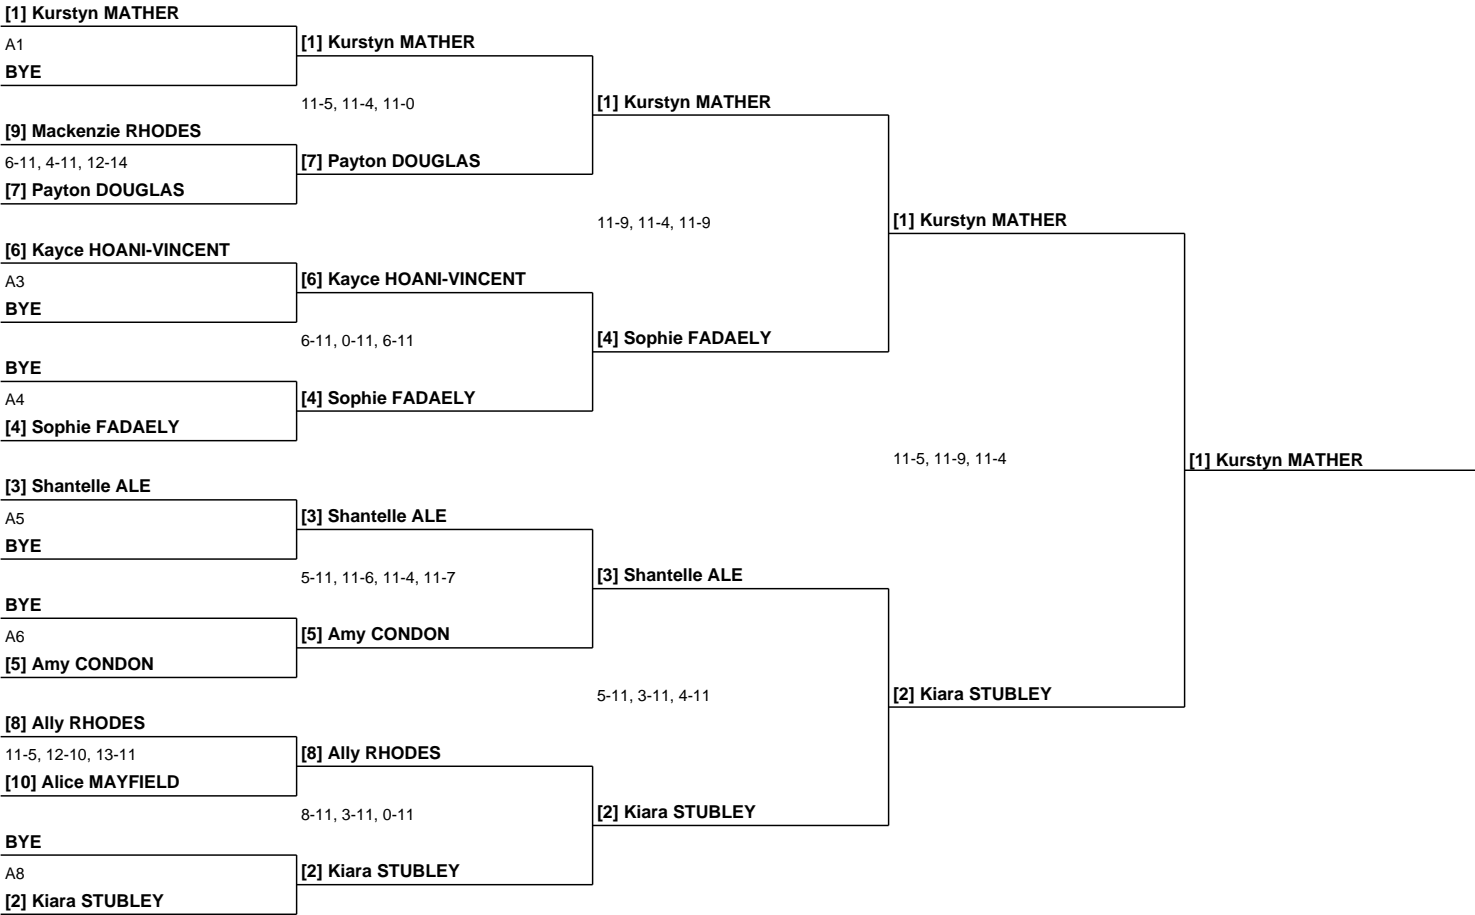 [1] Kurstyn MATHER
A1
BYE
[9] Mackenzie RHODES
6-11, 4-11, 12-14
[7] Payton DOUGLAS
[6] Kayce HOANI-VINCENT
A3
BYE
BYE
A4
[4] Sophie FADAELY
[3] Shantelle ALE
A5
BYE
BYE
A6
[5] Amy CONDON
[8] Ally RHODES
11-5, 12-10, 13-11
[10] Alice MAYFIELD
BYE
A8
[2] Kiara STUBLEY
[1] Kurstyn MATHER
11-5, 11-4, 11-0
[7] Payton DOUGLAS
[6] Kayce HOANI-VINCENT
6-11, 0-11, 6-11
[4] Sophie FADAELY
[3] Shantelle ALE
5-11, 11-6, 11-4, 11-7
[5] Amy CONDON
[8] Ally RHODES
8-11, 3-11, 0-11
[2] Kiara STUBLEY
[1] Kurstyn MATHER
11-9, 11-4, 11-9
[4] Sophie FADAELY
[3] Shantelle ALE
5-11, 3-11, 4-11
[2] Kiara STUBLEY
[1] Kurstyn MATHER
11-5, 11-9, 11-4
[2] Kiara STUBLEY
[1] Kurstyn MATHER